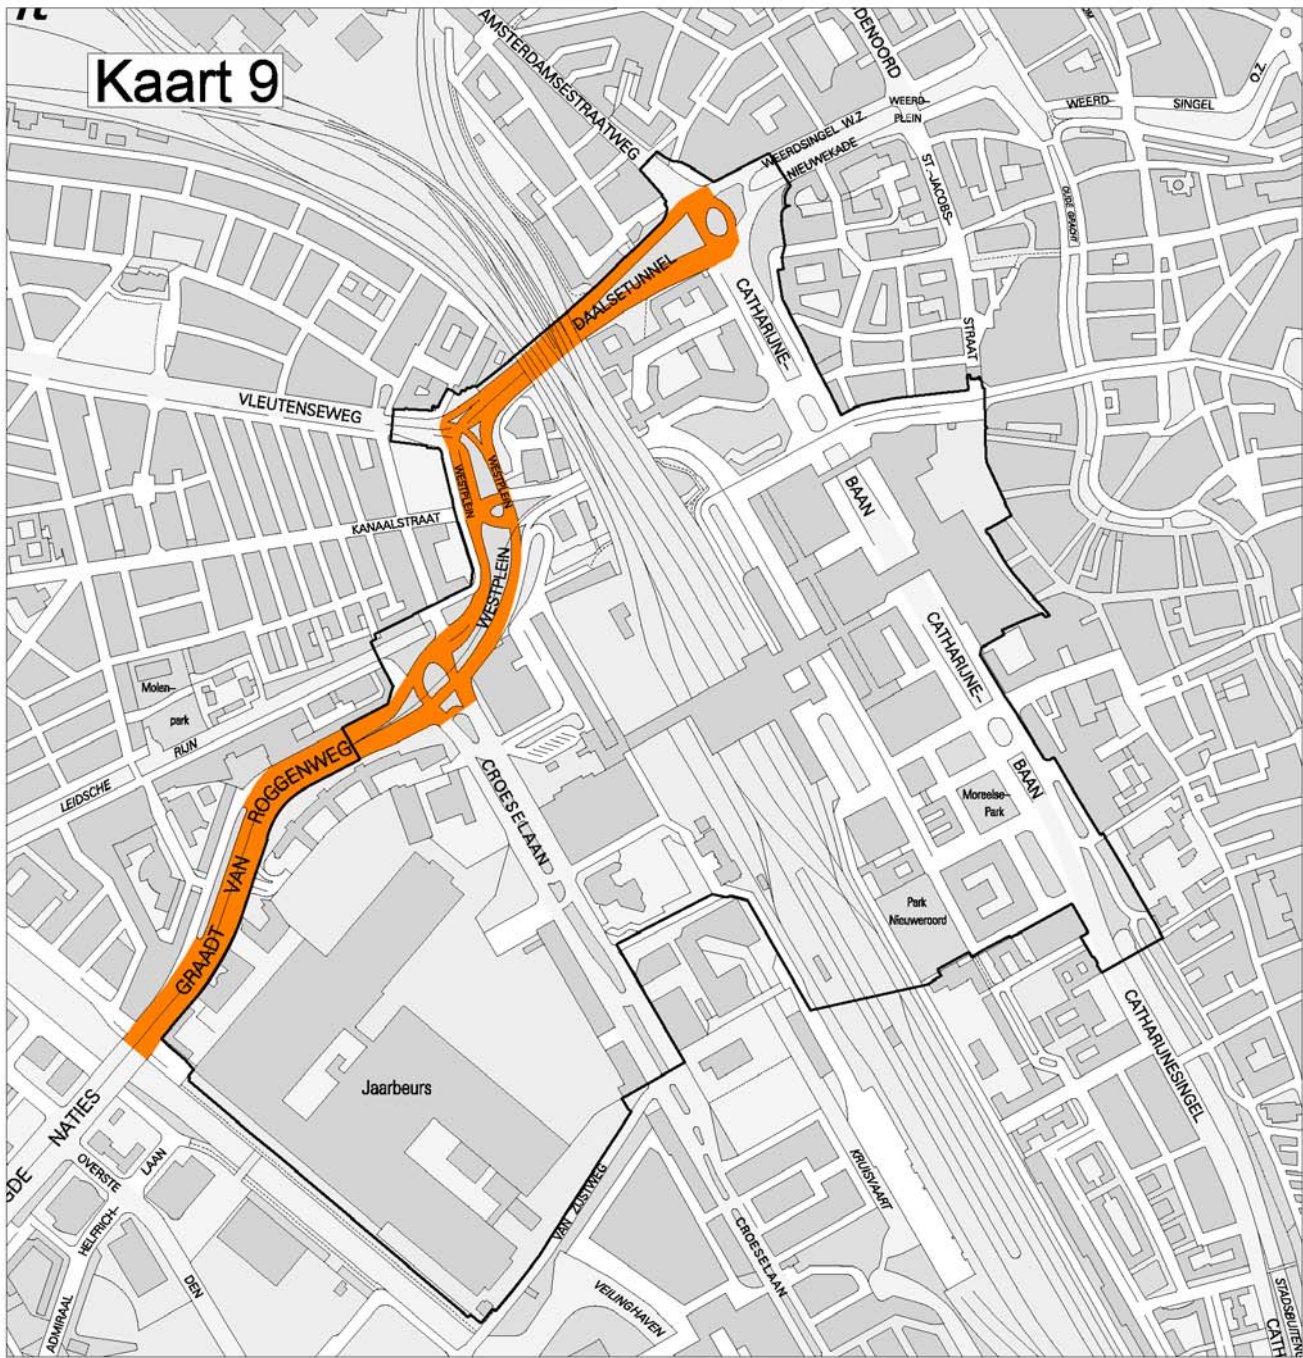 Kaart 9
AMSTERDAMSESTRAATWEG
DENOORD
WEERD-
PLEIN
WEERD
SINGEL
O.Z.
WEERDSINGEL W.Z.
NIEUWEKADE
ST.-JACOBS-
STRAAT
OUDE GRACHT
DAALSETUNNEL
CATHARIJNE-
BAAN
VLEUTENSEWEG
WESTPLEIN
WESTPLEIN
KANAALSTRAAT
WESTPLEIN
CATHARIJNE-
BAAN
Molen-
park
LEIDSCHE
RIJN
GRAADT
VAN
ROGGENWEG
CROESELAAN
Moreelse-
Park
Park
Nieuweroord
Jaarbeurs
CATHARIJNESINGEL
NATIES
GDE
OVERSTE
LAAN
HELFRICH-
ADMIRAAL
DEN
VAN ZIJSTWEG
VEILINGHAVEN
CROESELAAN
KRUISVAART
CATH